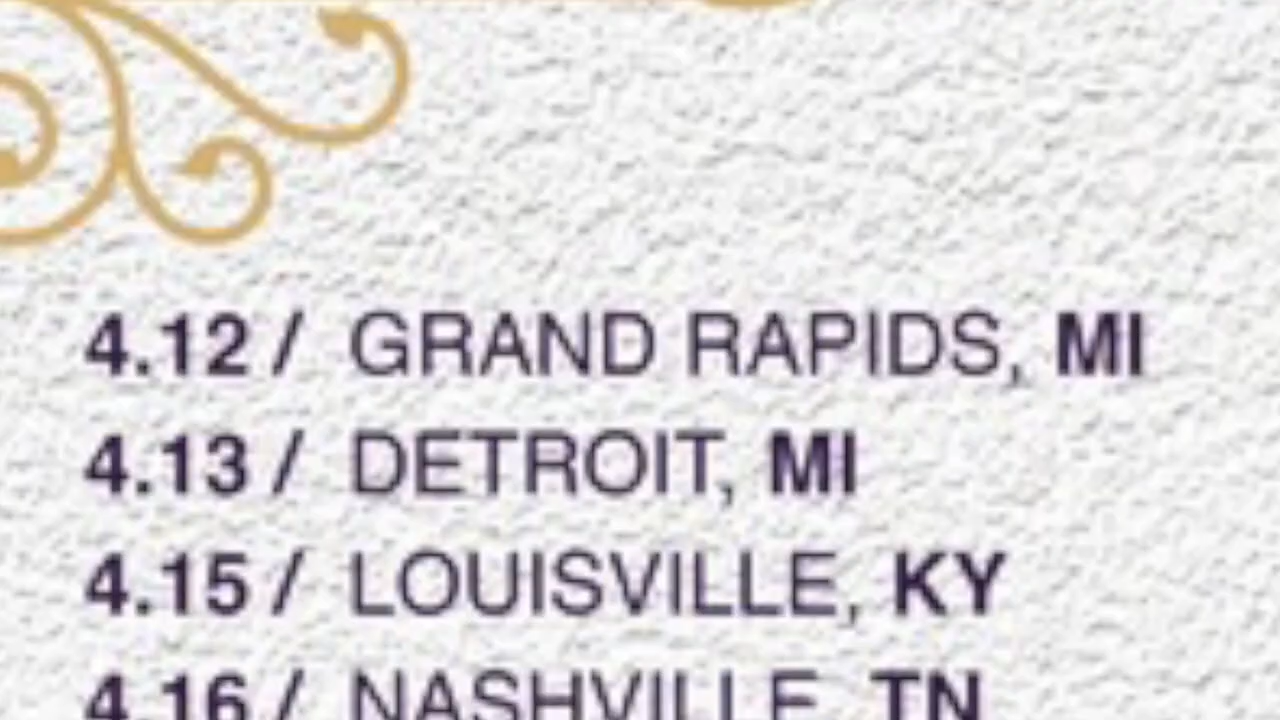 4.12 / GRAND RAPIDS, MI
4.13 / DETROIT, MI
4.15 / LOUISVILLE, KY
4.16 / NASHVILLE, TN